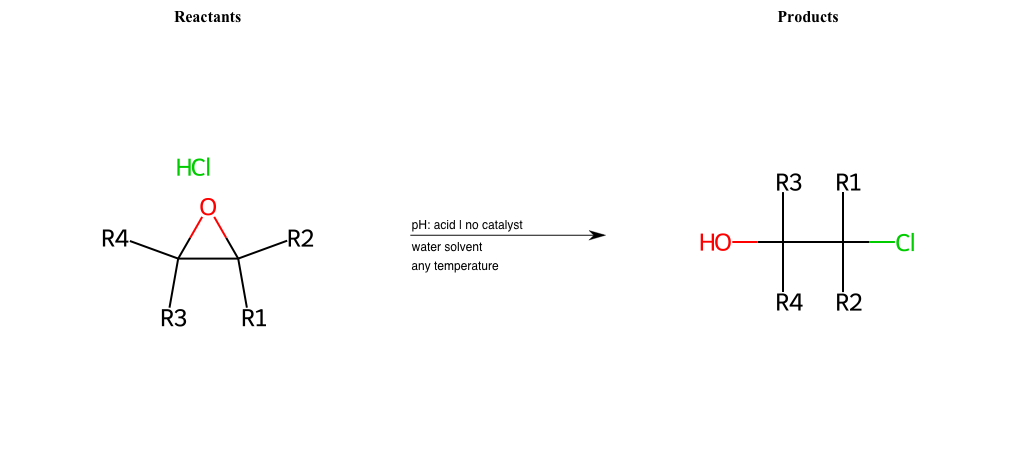 Reactants
Products
HCl
O
R4
R2
R3
R1
pH: acid | no catalyst
water solvent
any temperature
R3
R1
HO
Cl
R4
R2